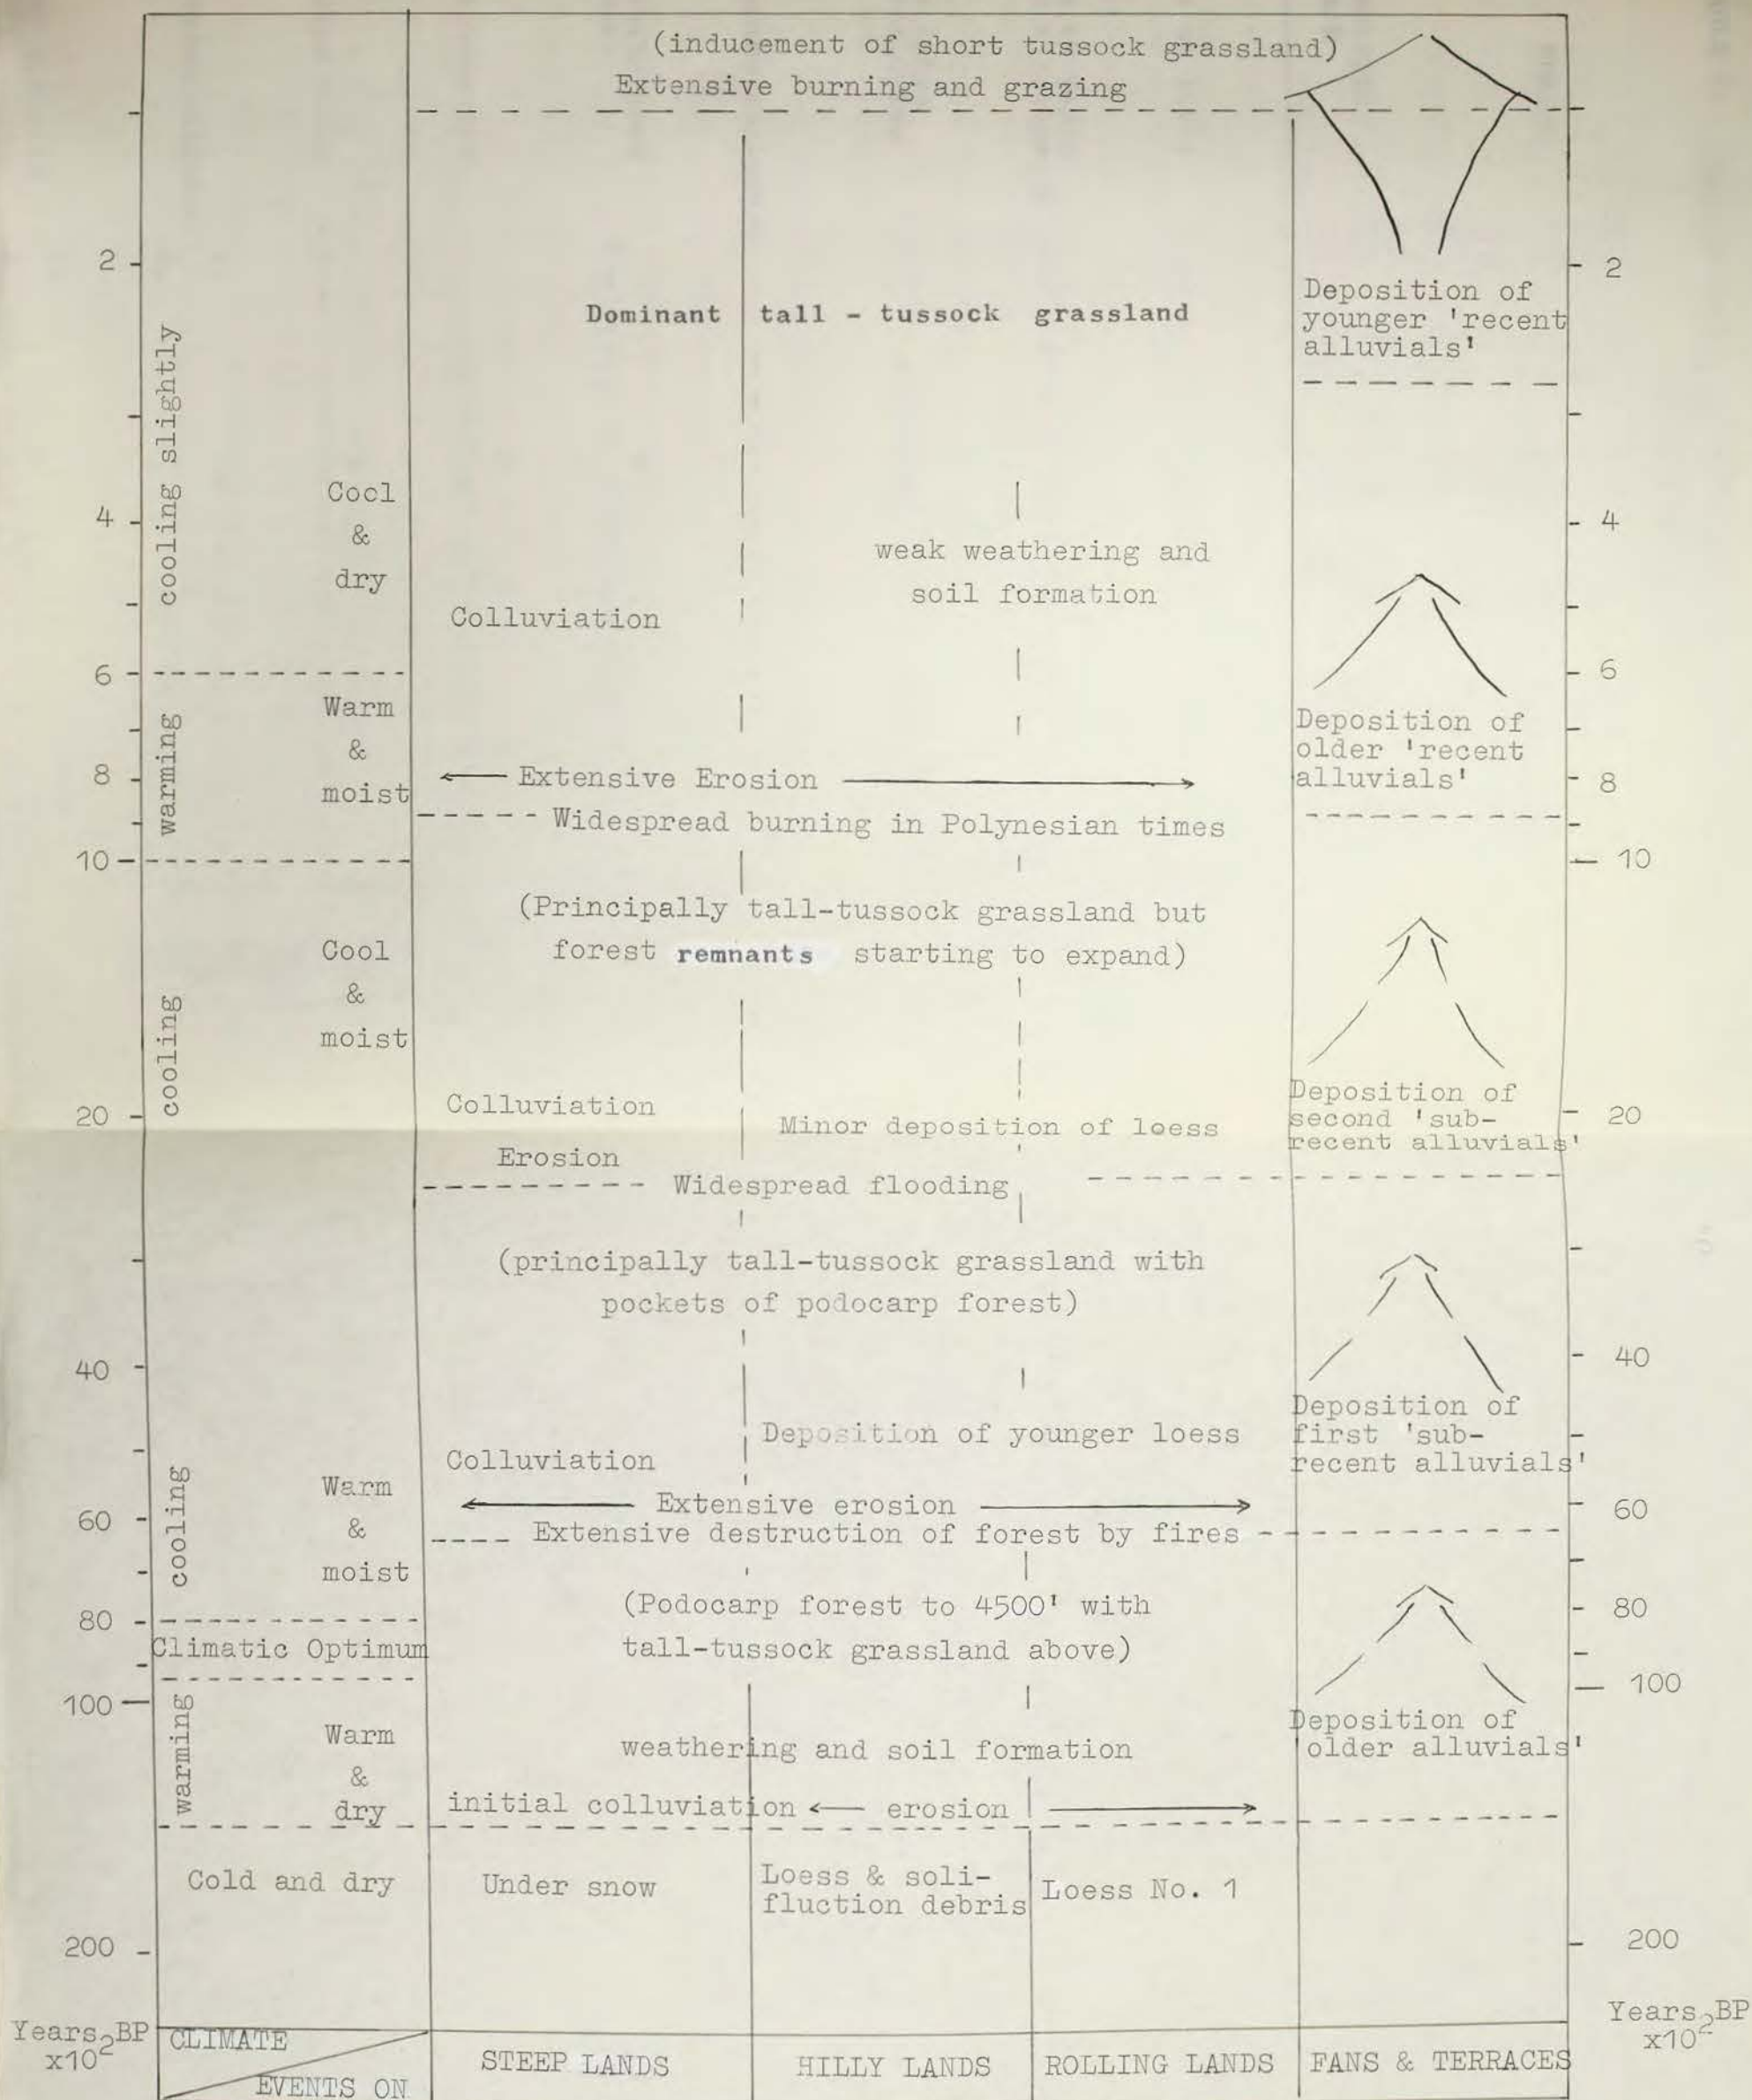 (inducement of short tussock grassland)
Extensive burning and grazing
2
2
Dominant tall - tussock grassland
Deposition of
younger 'recent
alluvials'
cooling slightly
Cool
&
dry
4
4
weak weathering and
soil formation
Colluviation
6
6
warming
Warm
&
moist
Deposition of
older 'recent
alluvials'
8
8
Extensive Erosion
Widespread burning in Polynesian times
10
10
(Principally tall-tussock grassland but
forest remnants starting to expand)
cooling
Cool
&
moist
20
20
Colluviation
Minor deposition of loess
Deposition of
second 'sub-
recent alluvials'
Erosion
Widespread flooding
(principally tall-tussock grassland with
pockets of podocarp forest)
40
40
Deposition of younger loess
Deposition of
first 'sub-
recent alluvials'
Colluviation
cooling
Warm
&
moist
60
60
Extensive erosion
Extensive destruction of forest by fires
(Podocarp forest to 4500' with
tall-tussock grassland above)
80
80
Climatic Optimum
100
100
warming
Warm
&
dry
weathering and soil formation
Deposition of
older alluvials'
initial colluviation erosion
Cold and dry
Under snow
Loess & soli-
fluction debris
Loess No. 1
200
200
Years BP
x10²
CLIMATE
EVENTS ON
STEEP LANDS
HILLY LANDS
ROLLING LANDS
FANS & TERRACES
Years BP
x10²